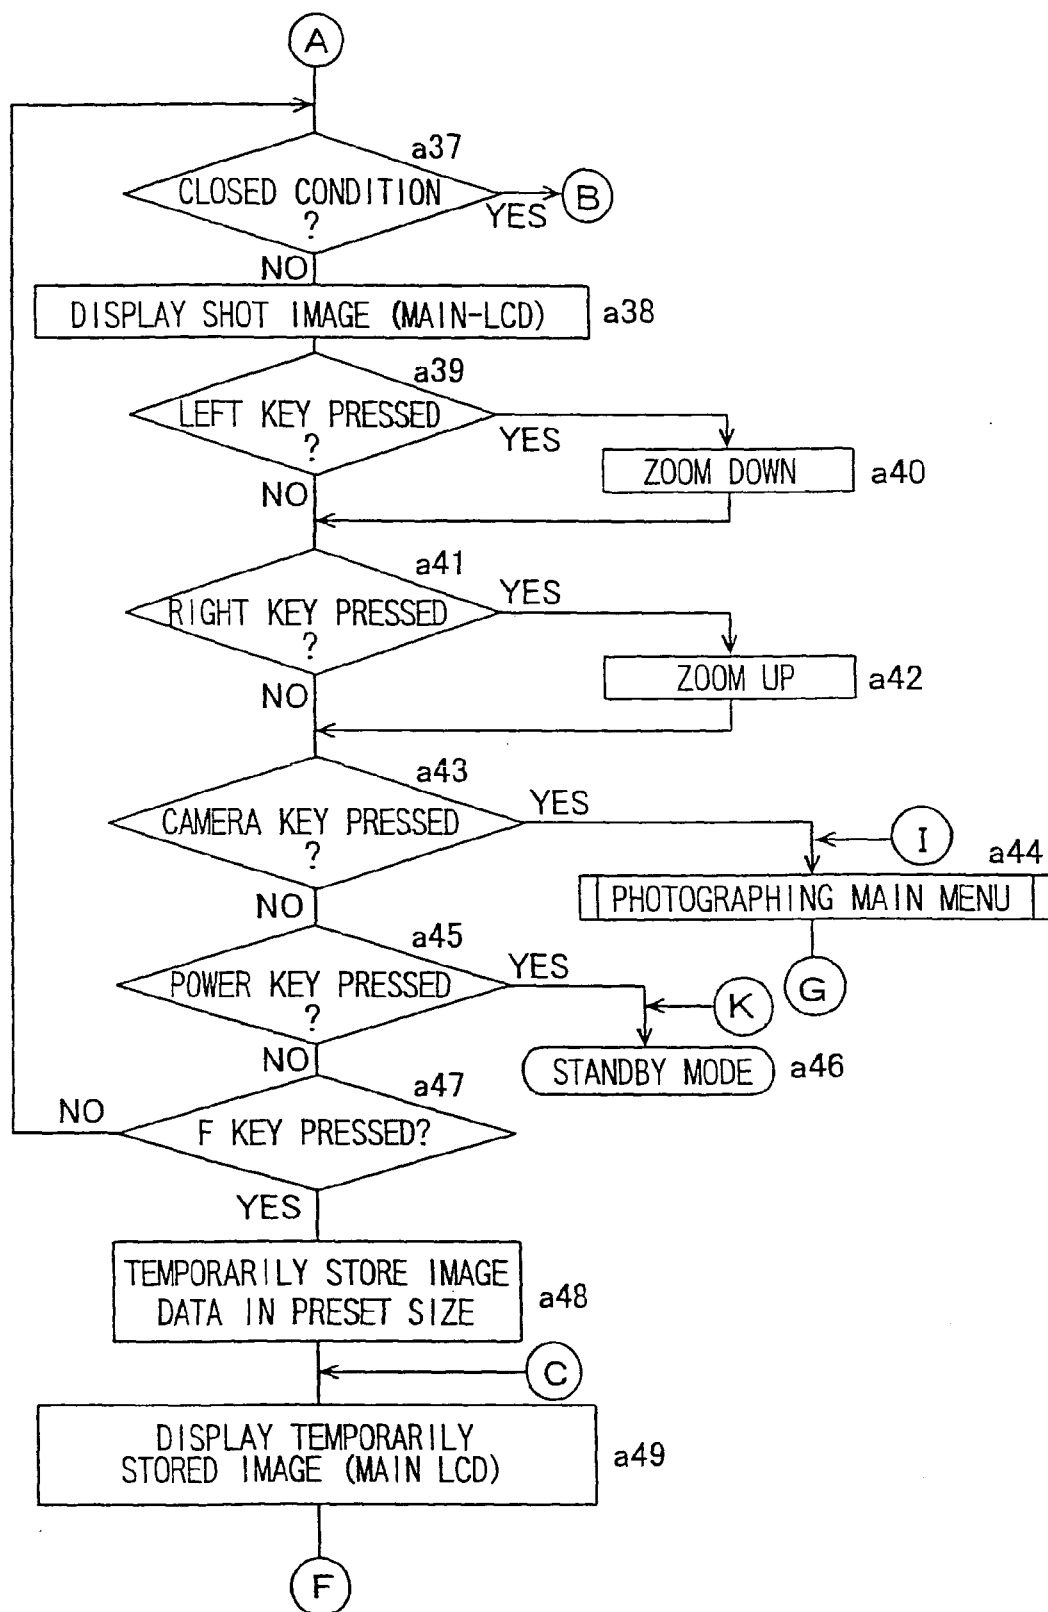 A
a37
CLOSED CONDITION
?
YES
B
NO
DISPLAY SHOT IMAGE (MAIN-LCD)
a38
a39
LEFT KEY PRESSED
?
YES
ZOOM DOWN
a40
NO
a41
RIGHT KEY PRESSED
?
YES
ZOOM UP
a42
NO
a43
CAMERA KEY PRESSED
?
YES
I
a44
PHOTOGRAPHING MAIN MENU
G
NO
a45
POWER KEY PRESSED
?
YES
K
STANDBY MODE
a46
NO
a47
F KEY PRESSED?
NO
YES
TEMPORARILY STORE IMAGE
DATA IN PRESET SIZE
a48
C
DISPLAY TEMPORARILY
STORED IMAGE (MAIN LCD)
a49
F